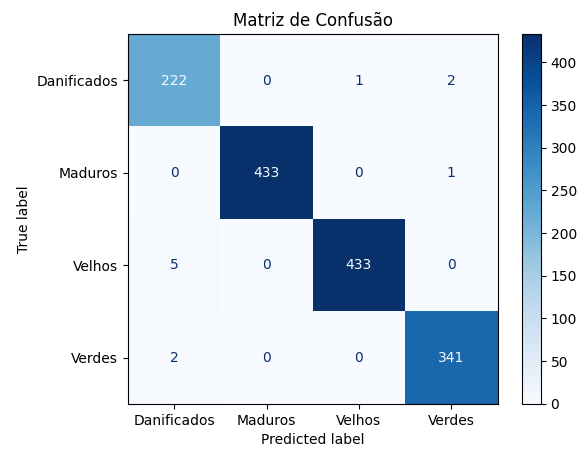 Matriz de Confusão
Danificados 222 0 1 2
Maduros 0 433 0 1
Velhos 5 0 433 0
Verdes 2 0 0 341
Danificados Maduros Velhos Verdes
Predicted label
True label
400
350
300
250
200
150
100
50
0